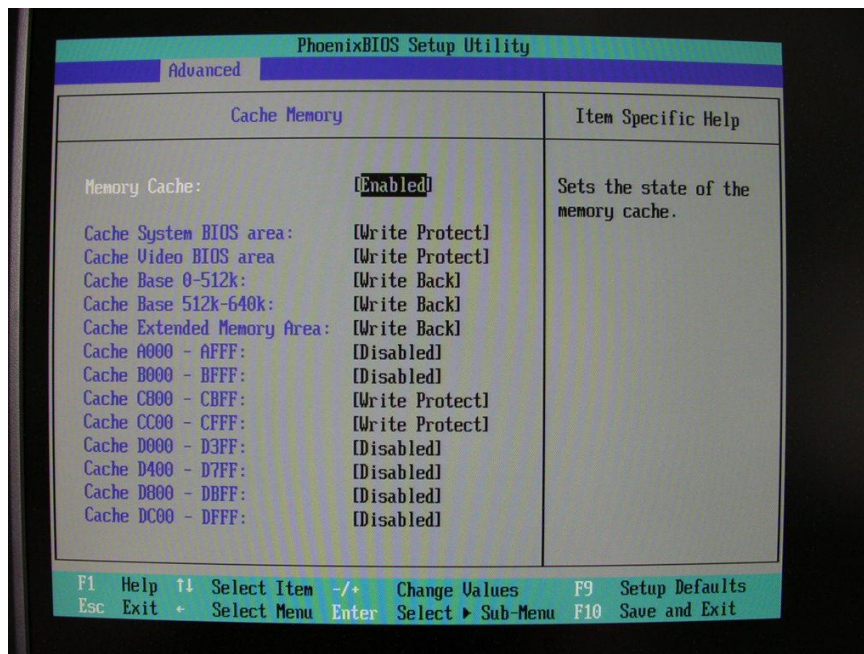 PhoenixBIOS Setup Utility
Advanced
Cache Memory
Item Specific Help
Memory Cache: [Enabled]
Sets the state of the
memory cache.
Cache System BIOS area: [Write Protect]
Cache Video BIOS area [Write Protect]
Cache Base 0-512k: [Write Back]
Cache Base 512k-640k: [Write Back]
Cache Extended Memory Area: [Write Back]
Cache A000 - AFFF: [Disabled]
Cache B000 - BFFF: [Disabled]
Cache C800 - CBFF: [Write Protect]
Cache CC00 - CFFF: [Write Protect]
Cache D000 - D3FF: [Disabled]
Cache D400 - D7FF: [Disabled]
Cache D800 - DBFF: [Disabled]
Cache DC00 - DFFF: [Disabled]
F1 Help ↑↓ Select Item -/+ Change Values F9 Setup Defaults
Esc Exit ← Select Menu Enter Select ▶ Sub-Menu F10 Save and Exit